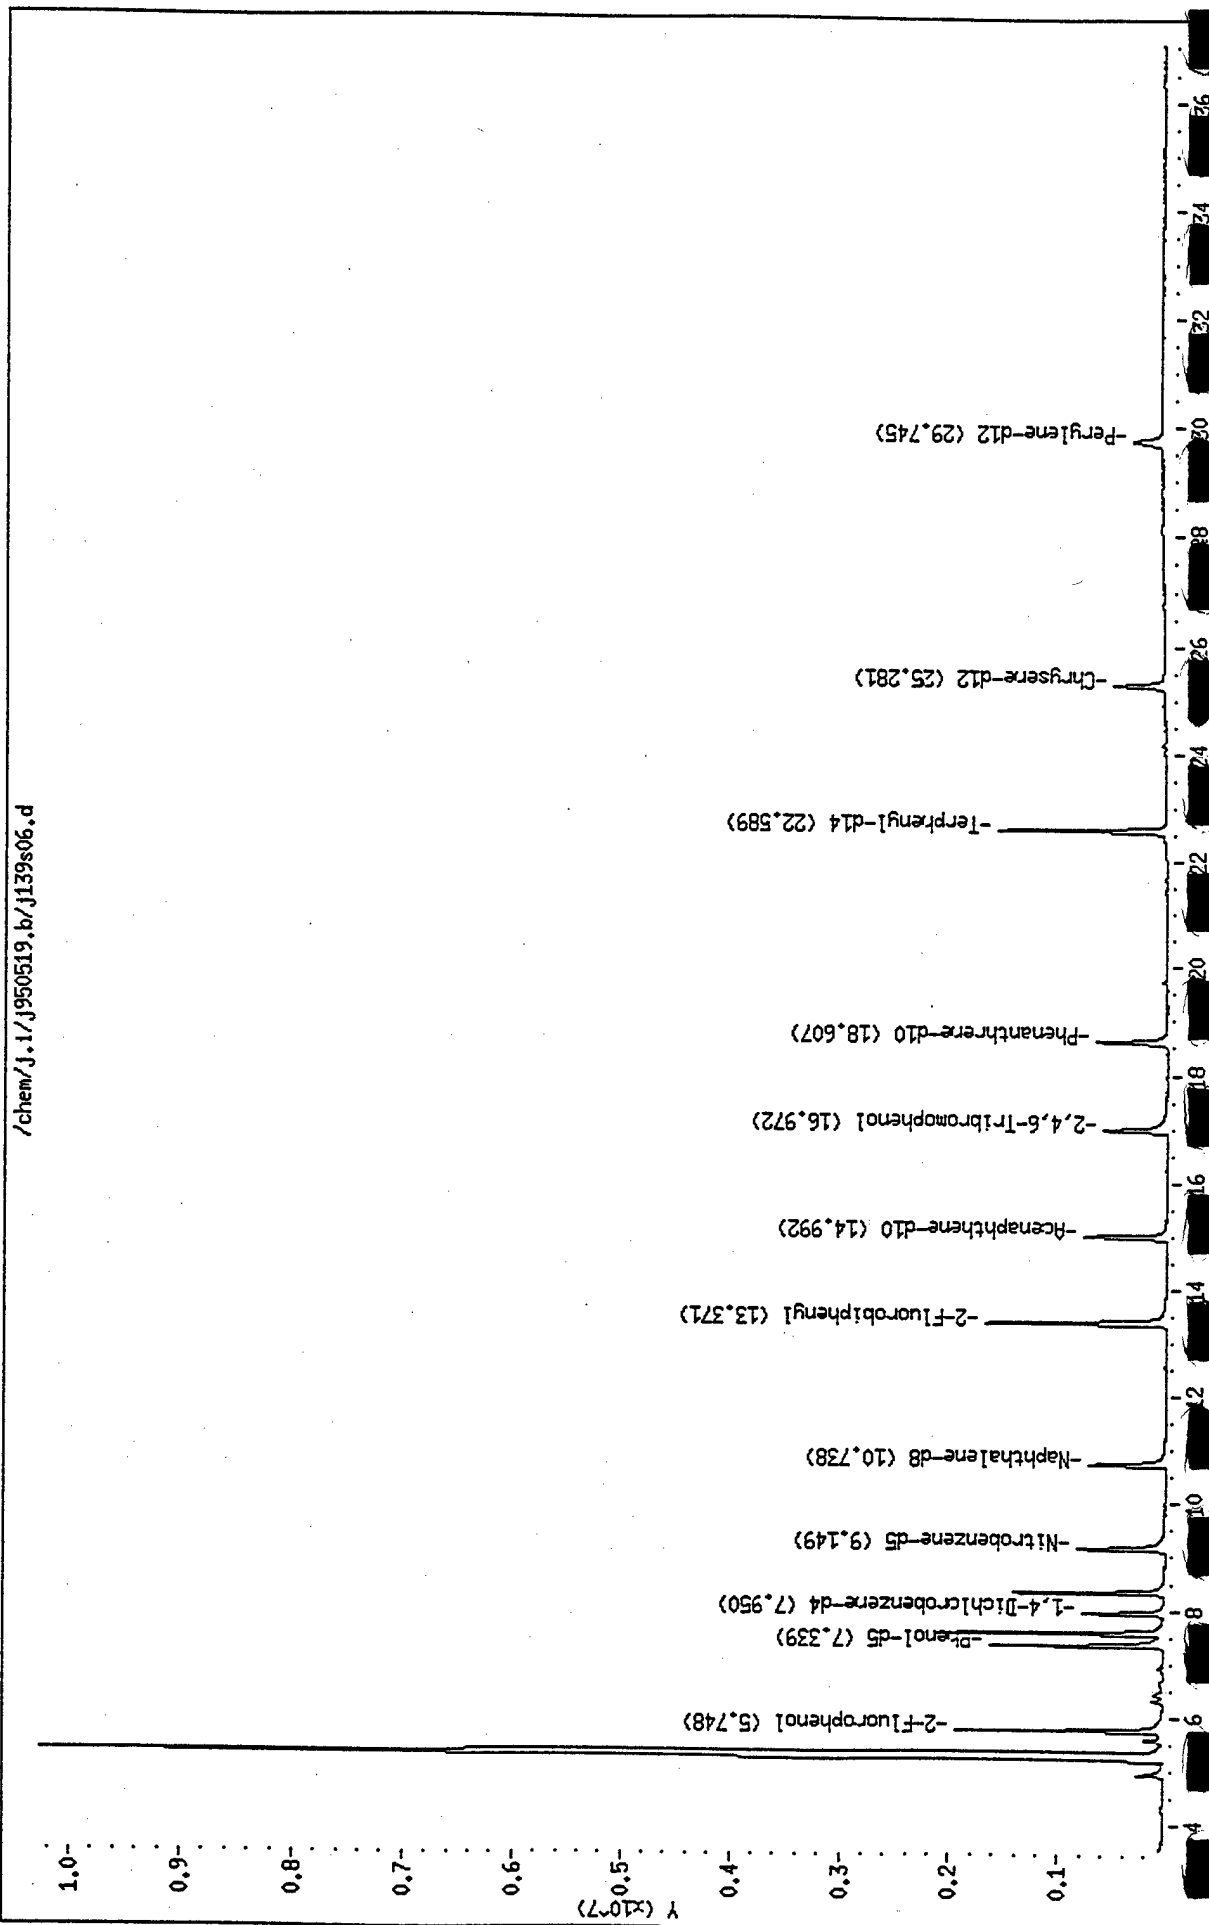 /chem/j.1/j950519.b/j139s06.d
Y (x10^7)
1.0-
0.9-
0.8-
0.7-
0.6-
0.5-
0.4-
0.3-
0.2-
0.1-
-2-Fluorophenol (5.748)
-Phenol-d5 (7.339)
-1,4-Dichlorobenzene-d4 (7.950)
-Nitrobenzene-d5 (9.149)
-Naphthalene-d8 (10.738)
-2-Fluorobiphenyl (13.371)
-Acenaphthene-d10 (14.992)
-2,4,6-Tribromophenol (16.972)
-Phenanthrene-d10 (18.607)
-Terphenyl-d14 (22.589)
-Chrysene-d12 (25.281)
-Perylene-d12 (29.745)
4 6 8 10 12 14 16 18 20 22 24 26 28 30 32 34 36